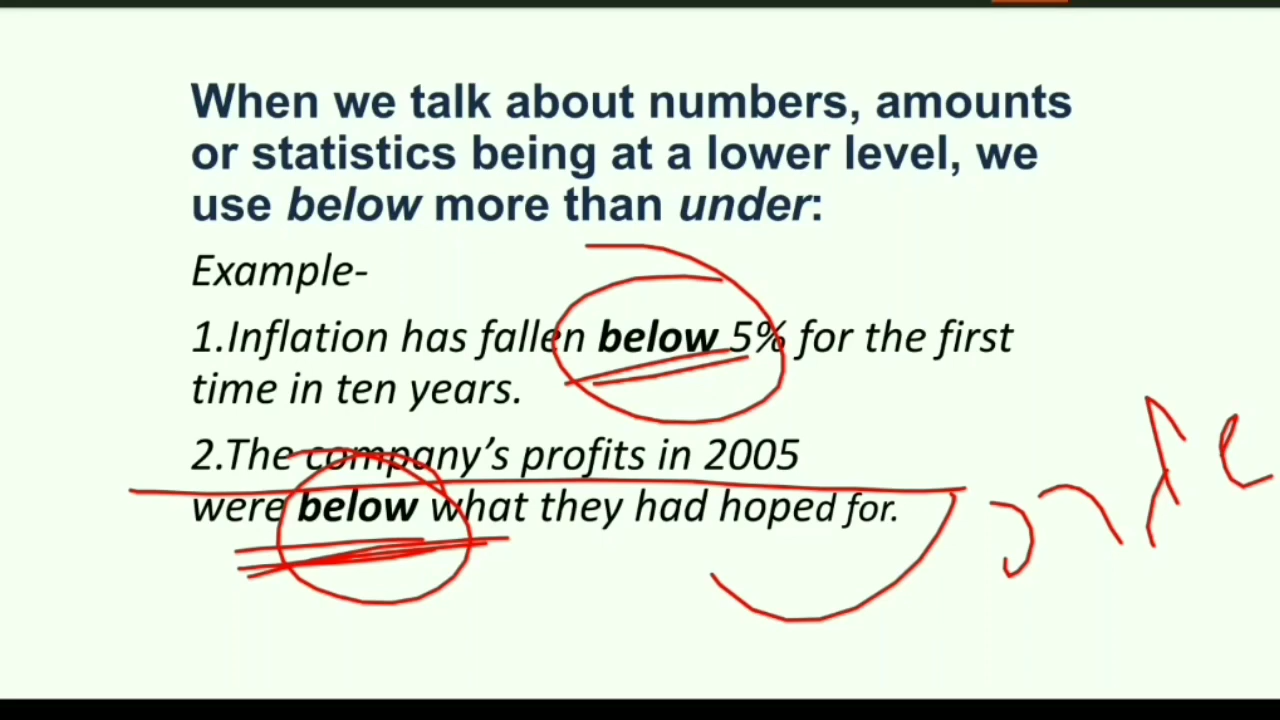 When we talk about numbers, amounts
or statistics being at a lower level, we
use below more than under:
Example-
1.Inflation has fallen below 5% for the first
time in ten years.
2.The company's profits in 2005
were below what they had hoped for.